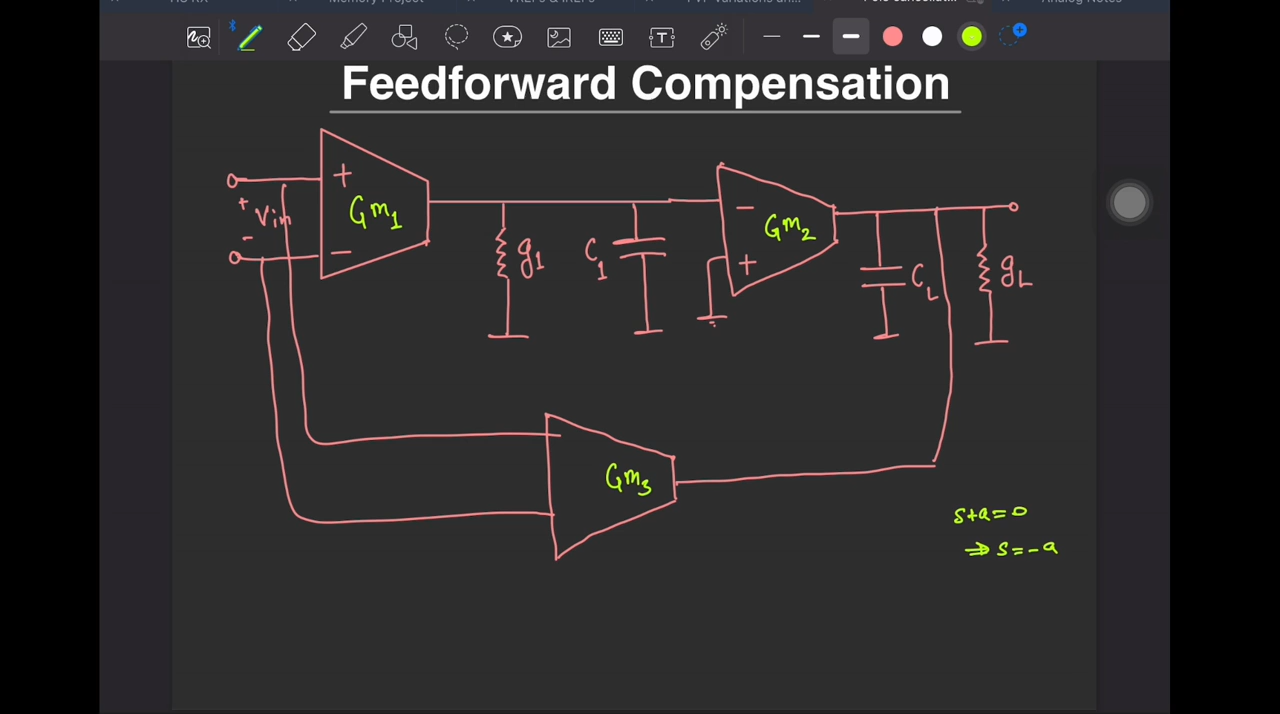 Feedforward Compensation
+
+
Vin
-
Gm1
-
g1
C1
-
Gm2
+
CL
gL
Gm3
s+a=0
⇒ s=-a